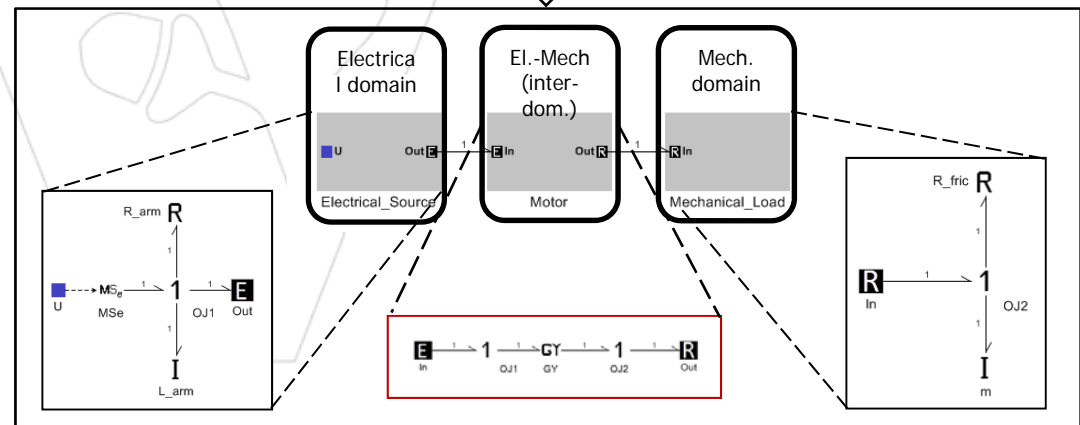 Electrica
l domain
El.-Mech
(inter-
dom.)
Mech.
domain
U
Out E
1
E In
Out R
1
R In
Electrical_Source
Motor
Mechanical_Load
R_arm R
1
U
MSe
1
1
1
E
MSe
OJ1
Out
1
I
L_arm
E
1
1
1
GY
1
1
1
R
In
OJ1
GY
OJ2
Out
R_fric R
1
R
1
1
In
OJ2
1
I
m